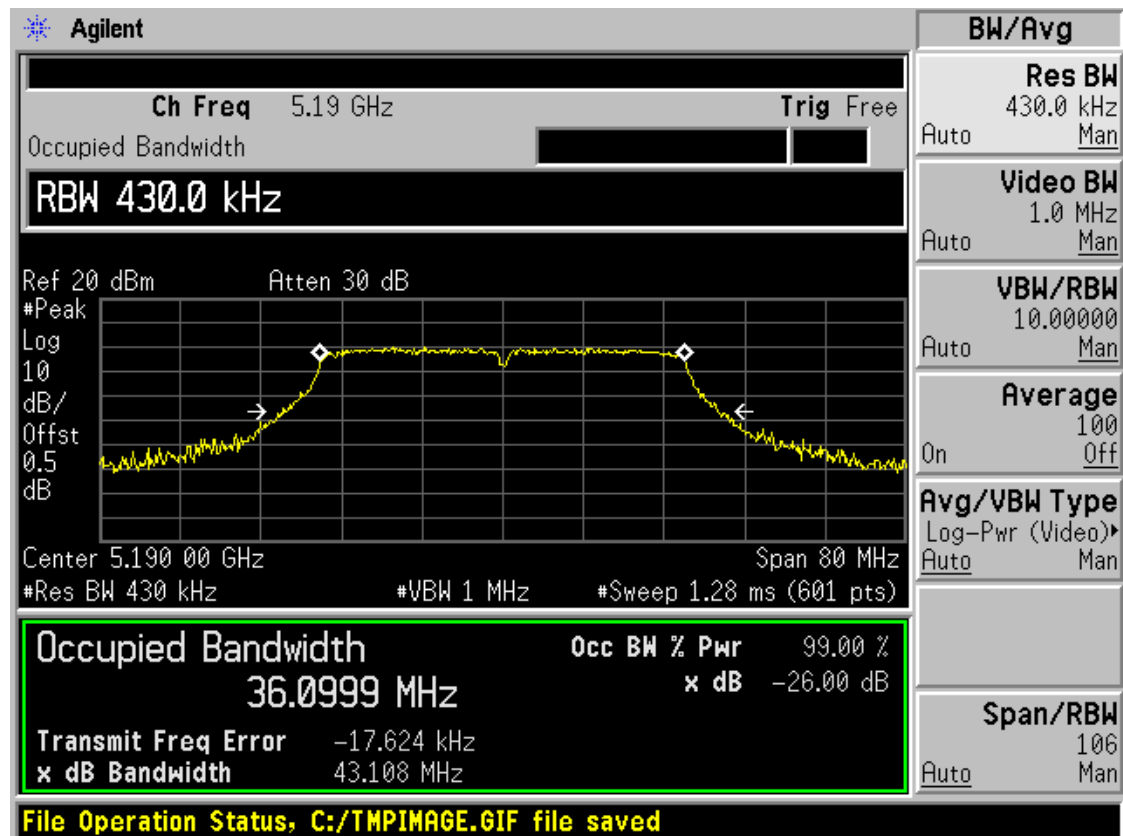 Agilent
BW/Avg
Ch Freq 5.19 GHz Trig Free
Occupied Bandwidth
RBW 430.0 kHz
Ref 20 dBm Atten 30 dB
#Peak
Log
10
dB/
Offst
0.5
dB
Center 5.190 00 GHz Span 80 MHz
#Res BW 430 kHz #VBW 1 MHz #Sweep 1.28 ms (601 pts)
Occupied Bandwidth
36.0999 MHz
Occ BW % Pwr 99.00 %
x dB -26.00 dB
Transmit Freq Error -17.624 kHz
x dB Bandwidth 43.108 MHz
File Operation Status, C:/TMPIMAGE.GIF file saved
Res BW
430.0 kHz
Auto Man
Video BW
1.0 MHz
Auto Man
VBW/RBW
10.00000
Auto Man
Average
100
On Off
Avg/VBW Type
Log-Pwr (Video)▸
Auto Man
Span/RBW
106
Auto Man